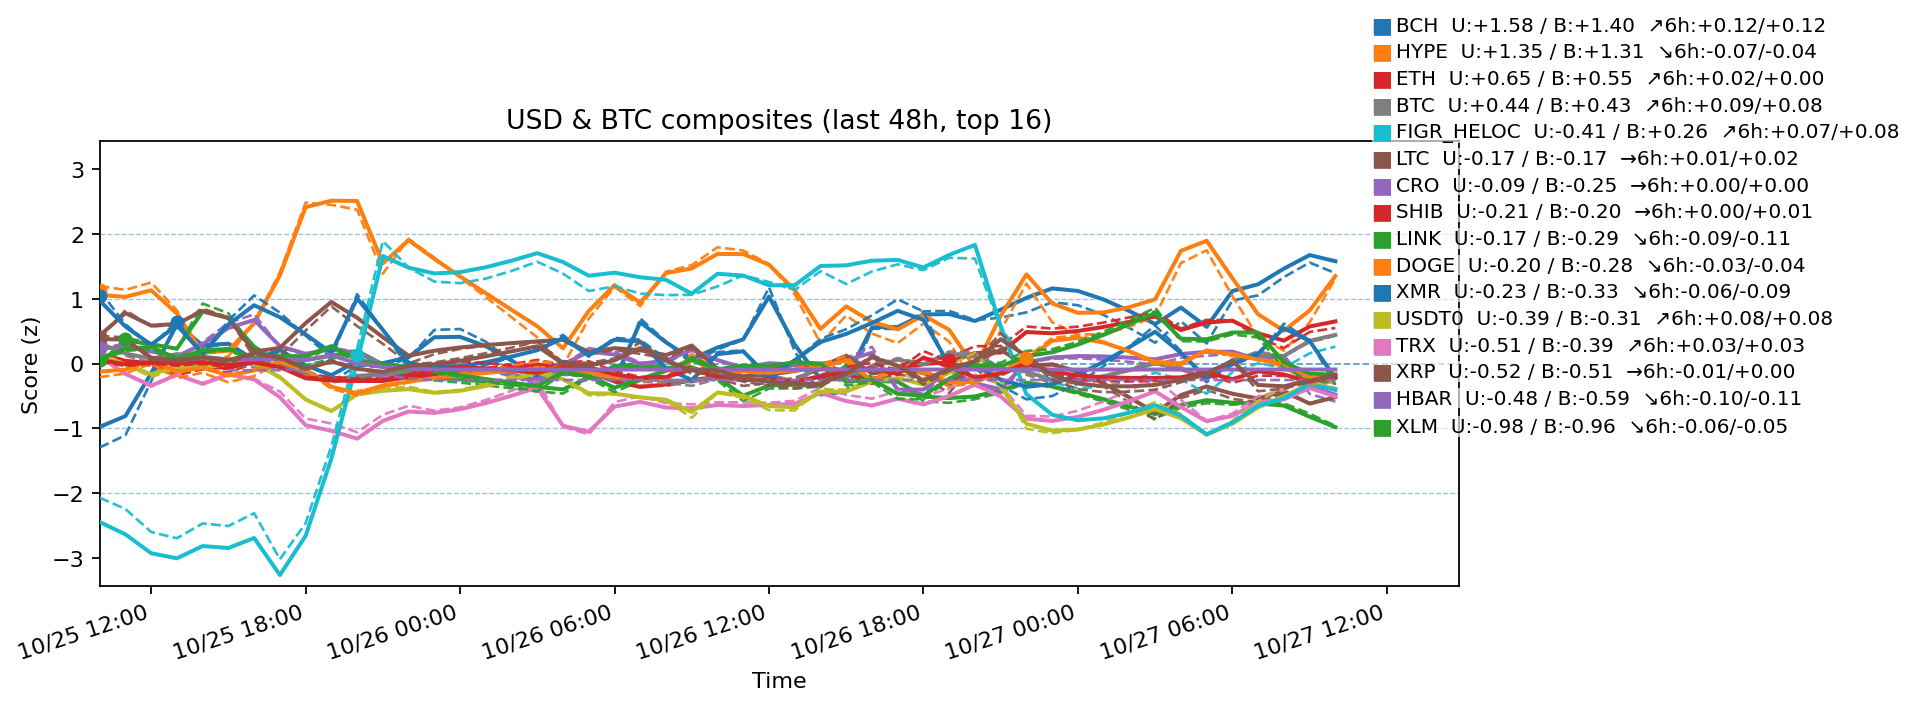 BCH U:+1.58 / B:+1.40 ↗6h:+0.12/+0.12
HYPE U:+1.35 / B:+1.31 ↘6h:-0.07/-0.04
ETH U:+0.65 / B:+0.55 ↗6h:+0.02/+0.00
BTC U:+0.44 / B:+0.43 ↗6h:+0.09/+0.08
FIGR_HELOC U:-0.41 / B:+0.26 ↗6h:+0.07/+0.08
LTC U:-0.17 / B:-0.17 →6h:+0.01/+0.02
CRO U:-0.09 / B:-0.25 →6h:+0.00/+0.00
SHIB U:-0.21 / B:-0.20 →6h:+0.00/+0.01
LINK U:-0.17 / B:-0.29 ↘6h:-0.09/-0.11
DOGE U:-0.20 / B:-0.28 ↘6h:-0.03/-0.04
XMR U:-0.23 / B:-0.33 ↘6h:-0.06/-0.09
USDT0 U:-0.39 / B:-0.31 ↗6h:+0.08/+0.08
TRX U:-0.51 / B:-0.39 ↗6h:+0.03/+0.03
XRP U:-0.52 / B:-0.51 →6h:-0.01/+0.00
HBAR U:-0.48 / B:-0.59 ↘6h:-0.10/-0.11
XLM U:-0.98 / B:-0.96 ↘6h:-0.06/-0.05
USD & BTC composites (last 48h, top 16)
Score (z)
3
2
1
0
−1
−2
−3
10/25 12:00
10/25 18:00
10/26 00:00
10/26 06:00
10/26 12:00
10/26 18:00
10/27 00:00
10/27 06:00
10/27 12:00
Time